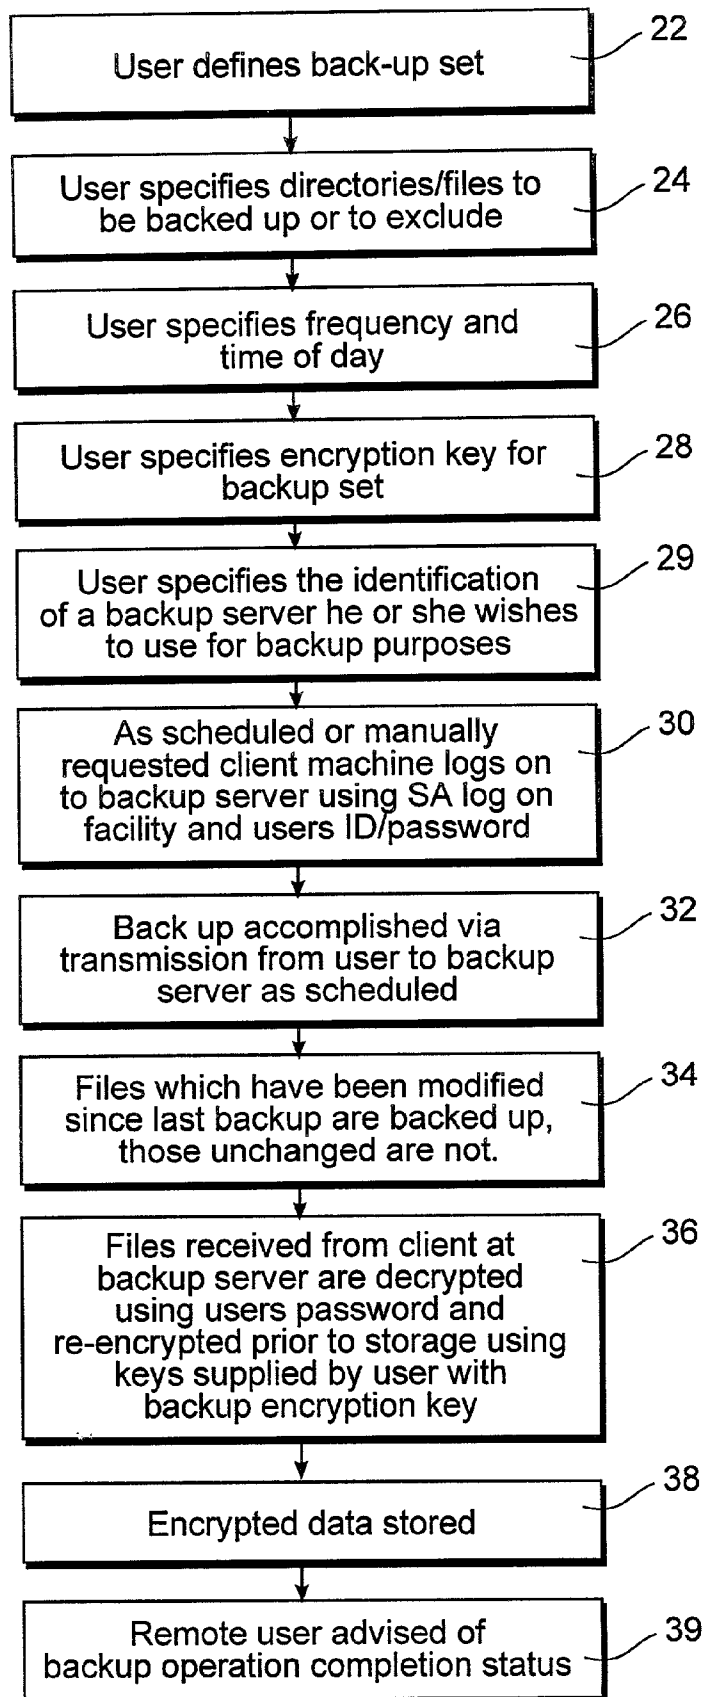 User defines back-up set
22
User specifies directories/files to
be backed up or to exclude
24
User specifies frequency and
time of day
26
User specifies encryption key for
backup set
28
User specifies the identification
of a backup server he or she wishes
to use for backup purposes
29
As scheduled or manually
requested client machine logs on
to backup server using SA log on
facility and users ID/password
30
Back up accomplished via
transmission from user to backup
server as scheduled
32
Files which have been modified
since last backup are backed up,
those unchanged are not.
34
Files received from client at
backup server are decrypted
using users password and
re-encrypted prior to storage using
keys supplied by user with
backup encryption key
36
Encrypted data stored
38
Remote user advised of
backup operation completion status
39